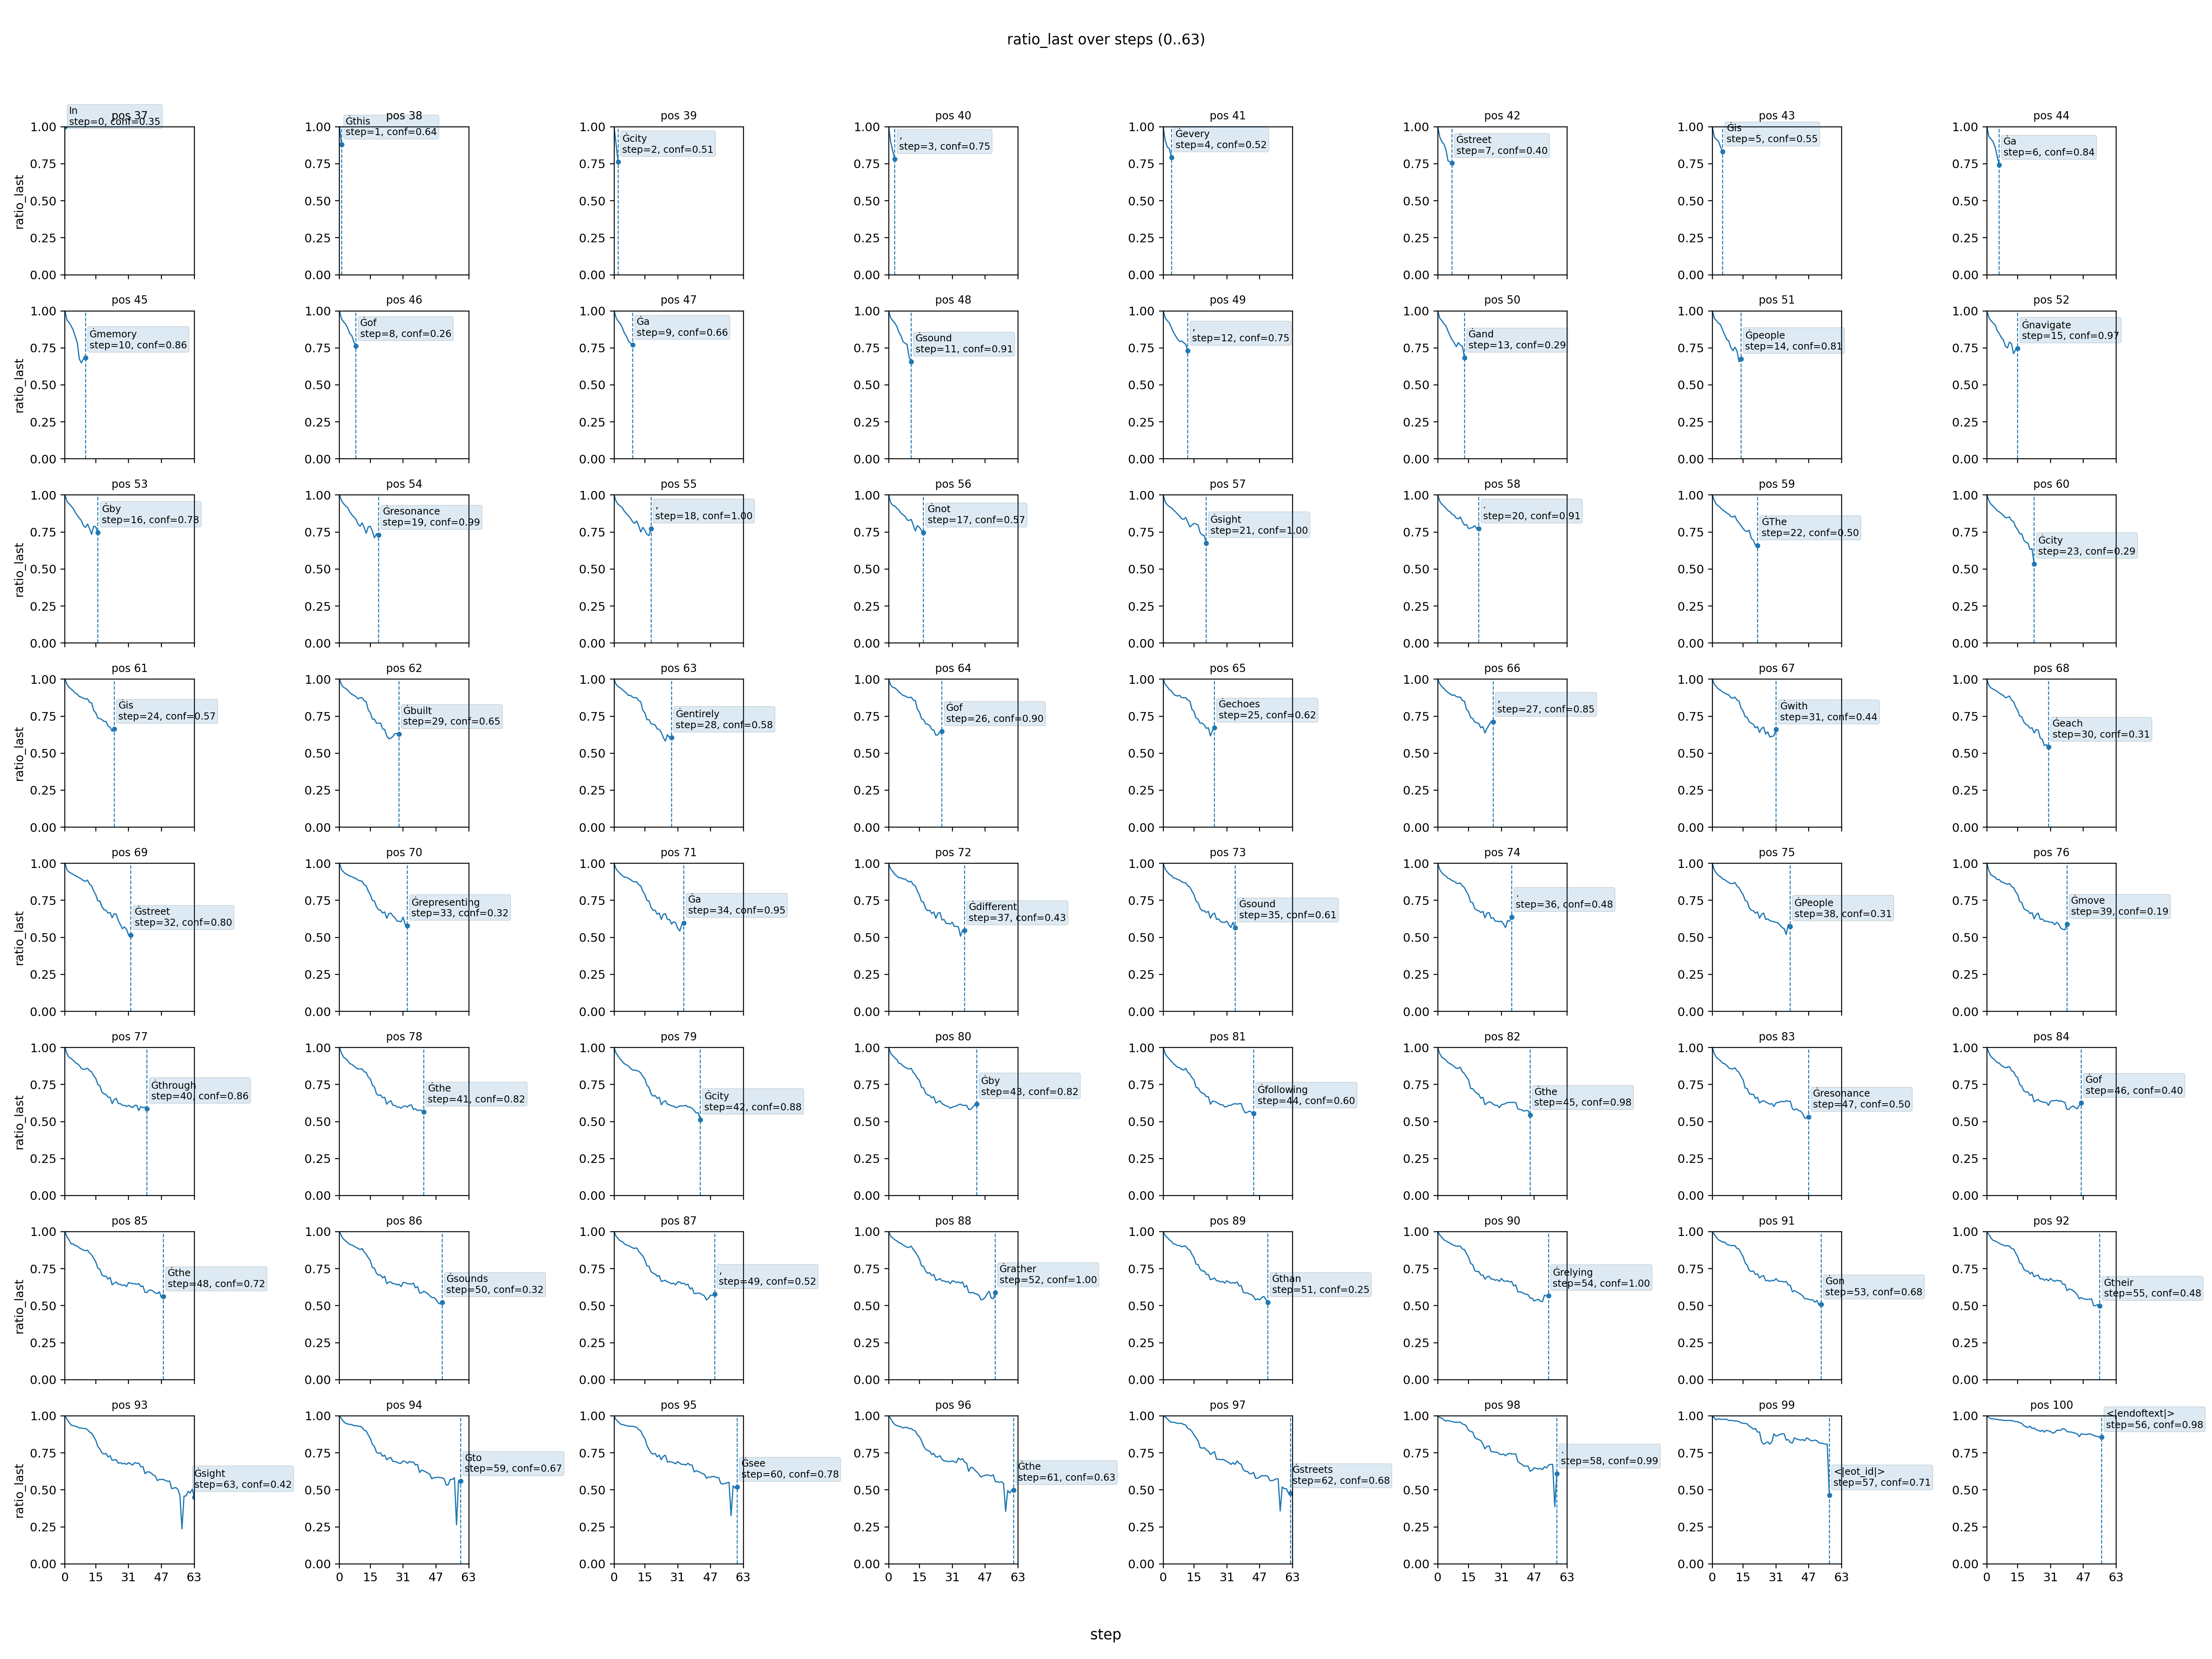 ratio_last over steps (0..63)
pos 37
In
step=0, conf=0.35
pos 38
Ġthis
step=1, conf=0.64
pos 39
Ġcity
step=2, conf=0.51
pos 40
,
step=3, conf=0.75
pos 41
Ġevery
step=4, conf=0.52
pos 42
Ġstreet
step=7, conf=0.40
pos 43
Ġis
step=5, conf=0.55
pos 44
Ġa
step=6, conf=0.84
pos 45
Ġmemory
step=10, conf=0.86
pos 46
Ġof
step=8, conf=0.26
pos 47
Ġa
step=9, conf=0.66
pos 48
Ġsound
step=11, conf=0.91
pos 49
,
step=12, conf=0.75
pos 50
Ġand
step=13, conf=0.29
pos 51
Ġpeople
step=14, conf=0.81
pos 52
Ġnavigate
step=15, conf=0.97
pos 53
Ġby
step=16, conf=0.78
pos 54
Ġresonance
step=19, conf=0.99
pos 55
,
step=18, conf=1.00
pos 56
Ġnot
step=17, conf=0.57
pos 57
Ġsight
step=21, conf=1.00
pos 58
.
step=20, conf=0.91
pos 59
ĠThe
step=22, conf=0.50
pos 60
Ġcity
step=23, conf=0.29
pos 61
Ġis
step=24, conf=0.57
pos 62
Ġbuilt
step=29, conf=0.65
pos 63
Ġentirely
step=28, conf=0.58
pos 64
Ġof
step=26, conf=0.90
pos 65
Ġechoes
step=25, conf=0.62
pos 66
,
step=27, conf=0.85
pos 67
Ġwith
step=31, conf=0.44
pos 68
Ġeach
step=30, conf=0.31
pos 69
Ġstreet
step=32, conf=0.80
pos 70
Ġrepresenting
step=33, conf=0.32
pos 71
Ġa
step=34, conf=0.95
pos 72
Ġdifferent
step=37, conf=0.43
pos 73
Ġsound
step=35, conf=0.61
pos 74
.
step=36, conf=0.48
pos 75
ĠPeople
step=38, conf=0.31
pos 76
Ġmove
step=39, conf=0.19
pos 77
Ġthrough
step=40, conf=0.86
pos 78
Ġthe
step=41, conf=0.82
pos 79
Ġcity
step=42, conf=0.88
pos 80
Ġby
step=43, conf=0.82
pos 81
Ġfollowing
step=44, conf=0.60
pos 82
Ġthe
step=45, conf=0.98
pos 83
Ġresonance
step=47, conf=0.50
pos 84
Ġof
step=46, conf=0.40
pos 85
Ġthe
step=48, conf=0.72
pos 86
Ġsounds
step=50, conf=0.32
pos 87
,
step=49, conf=0.52
pos 88
Ġrather
step=52, conf=1.00
pos 89
Ġthan
step=51, conf=0.25
pos 90
Ġrelying
step=54, conf=1.00
pos 91
Ġon
step=53, conf=0.68
pos 92
Ġtheir
step=55, conf=0.48
pos 93
Ġsight
step=63, conf=0.42
pos 94
Ġto
step=59, conf=0.67
pos 95
Ġsee
step=60, conf=0.78
pos 96
Ġthe
step=61, conf=0.63
pos 97
Ġstreets
step=62, conf=0.68
pos 98
.
step=58, conf=0.99
pos 99
<|eot_id|>
step=57, conf=0.71
pos 100
<|endoftext|>
step=56, conf=0.98
ratio_last
1.00
0.75
0.50
0.25
0.00
0 15 31 47 63
step